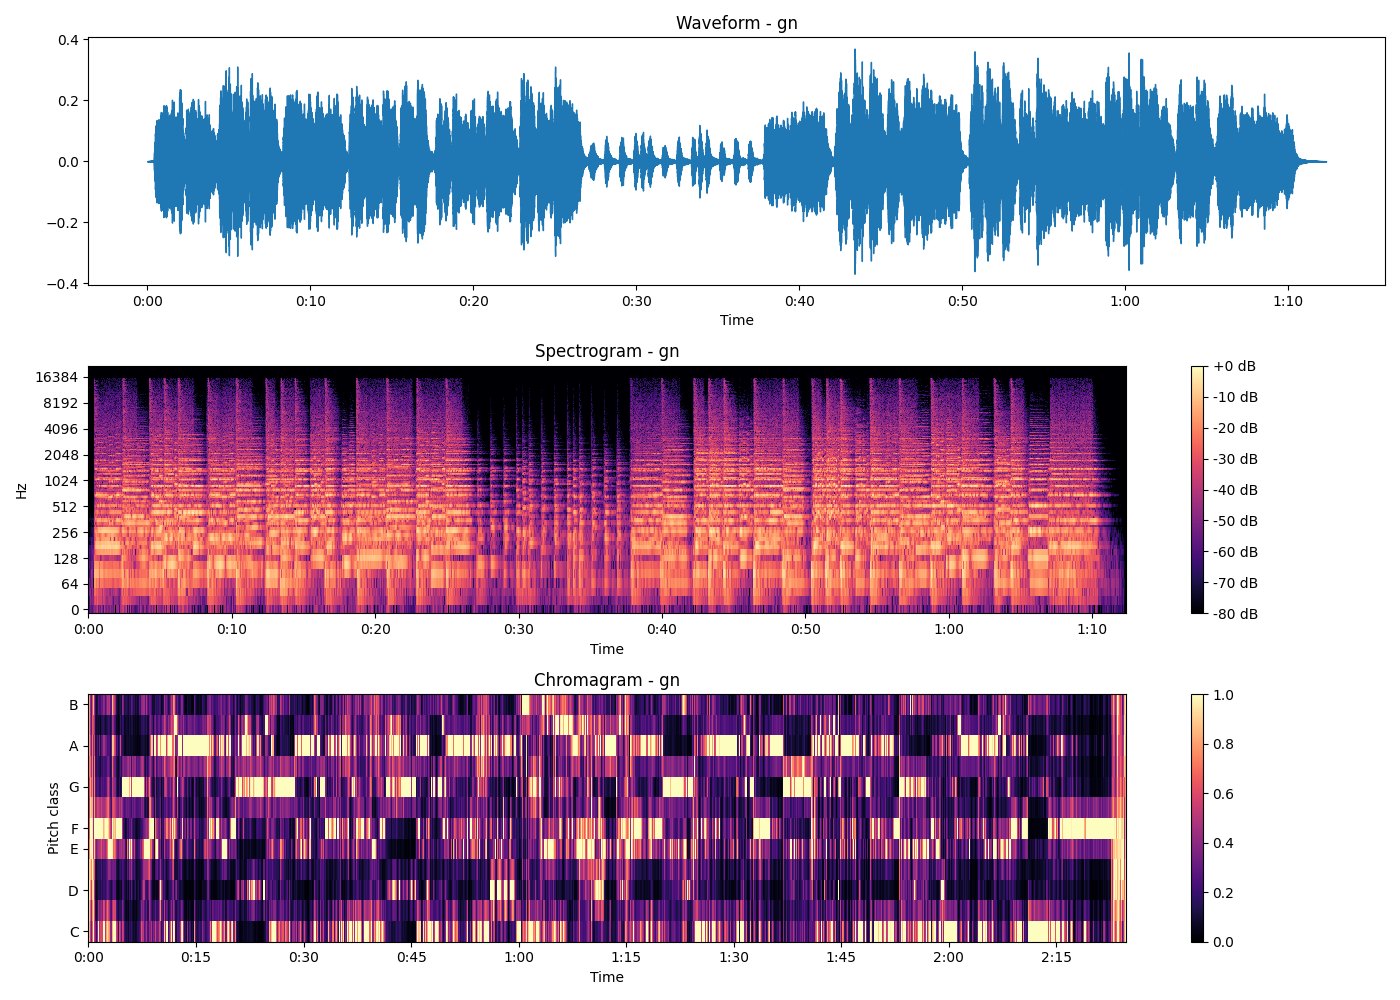 Waveform - gn
0.4
0.2
0.0
−0.2
−0.4
0:00 0:10 0:20 0:30 0:40 0:50 1:00 1:10
Time
Spectrogram - gn
16384
8192
4096
2048
1024
512
256
128
64
0
Hz
0:00 0:10 0:20 0:30 0:40 0:50 1:00 1:10
Time
+0 dB
-10 dB
-20 dB
-30 dB
-40 dB
-50 dB
-60 dB
-70 dB
-80 dB
Chromagram - gn
B
A
G
F
E
D
C
Pitch class
0:00 0:15 0:30 0:45 1:00 1:15 1:30 1:45 2:00 2:15
Time
1.0
0.8
0.6
0.4
0.2
0.0